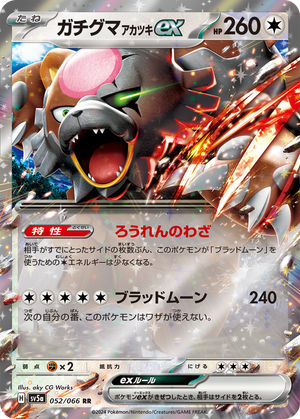 たね
ガチグマ アカツキ ex HP 260
特性 とくせい ろうれんのわざ
相手がすでにとったサイドの枚数ぶん、このポケモンが「ブラッドムーン」を
使うためのエネルギーは少なくなる。
ブラッドムーン 240
次の自分の番、このポケモンはワザが使えない。
弱点 ×2 抵抗力 にげる
exルール
Illus. aky CG Works
ポケモンexがきぜつしたとき、相手はサイドを2枚とる。
H sv5a 052/066 RR
©2024 Pokémon/Nintendo/Creatures/GAME FREAK.